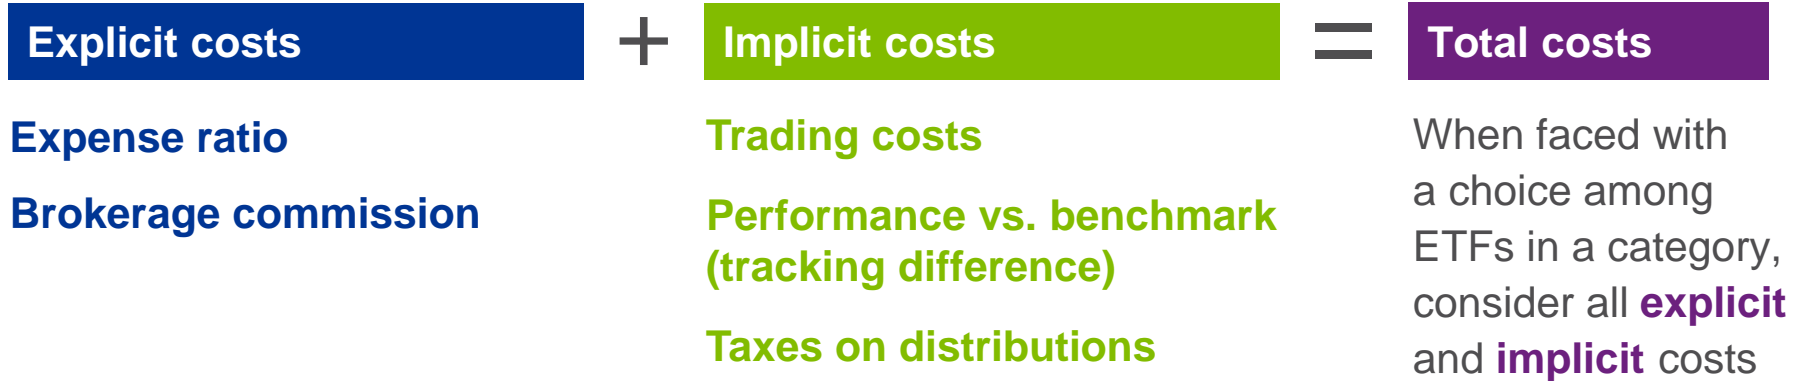 Explicit costs
+
Implicit costs
=
Total costs
Expense ratio
Brokerage commission
Trading costs
Performance vs. benchmark
(tracking difference)
Taxes on distributions
When faced with
a choice among
ETFs in a category,
consider all explicit
and implicit costs